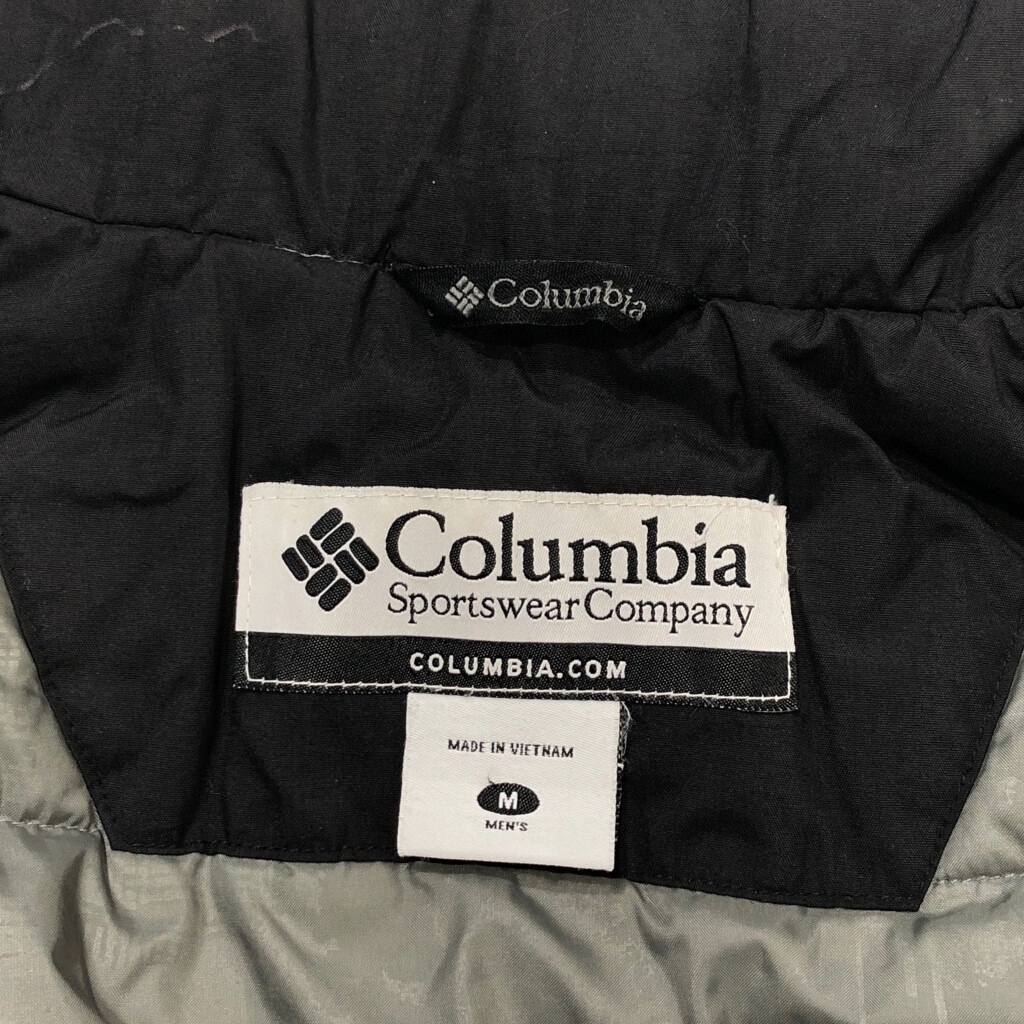 Columbia
Columbia
Sportswear Company
COLUMBIA.COM
MADE IN VIETNAM
M
MEN'S